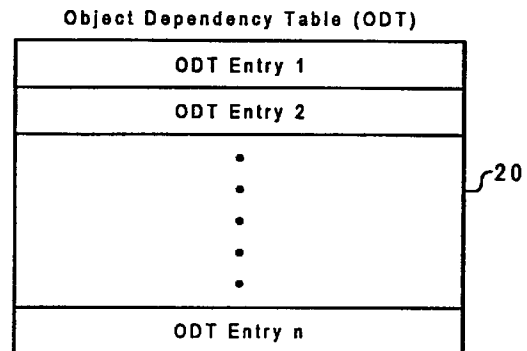 Object Dependency Table (ODT)
ODT Entry 1
ODT Entry 2
20
ODT Entry n